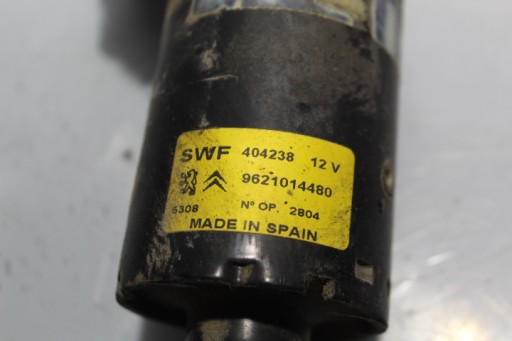 SWF 404238 12 V
9621014480
5308 Nº OP. 2804
MADE IN SPAIN